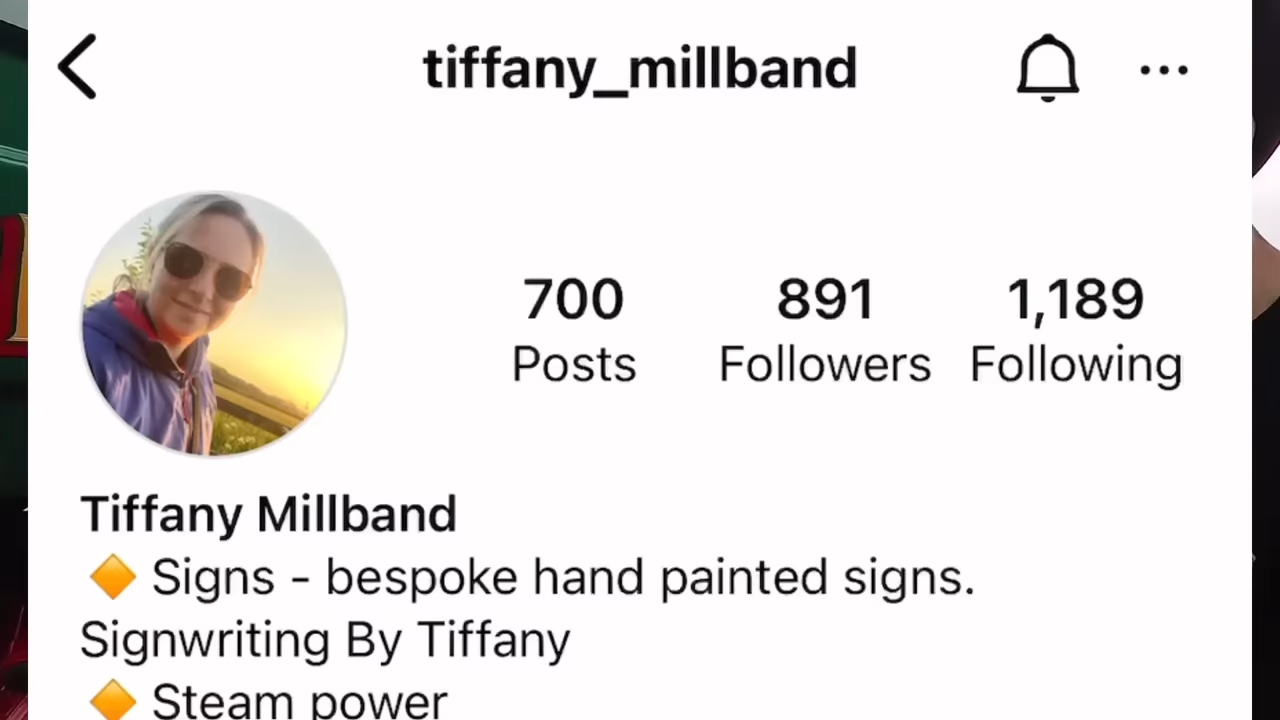 tiffany_millband
700 891 1,189
Posts Followers Following
Tiffany Millband
🔶 Signs - bespoke hand painted signs.
Signwriting By Tiffany
🔶 Steam power